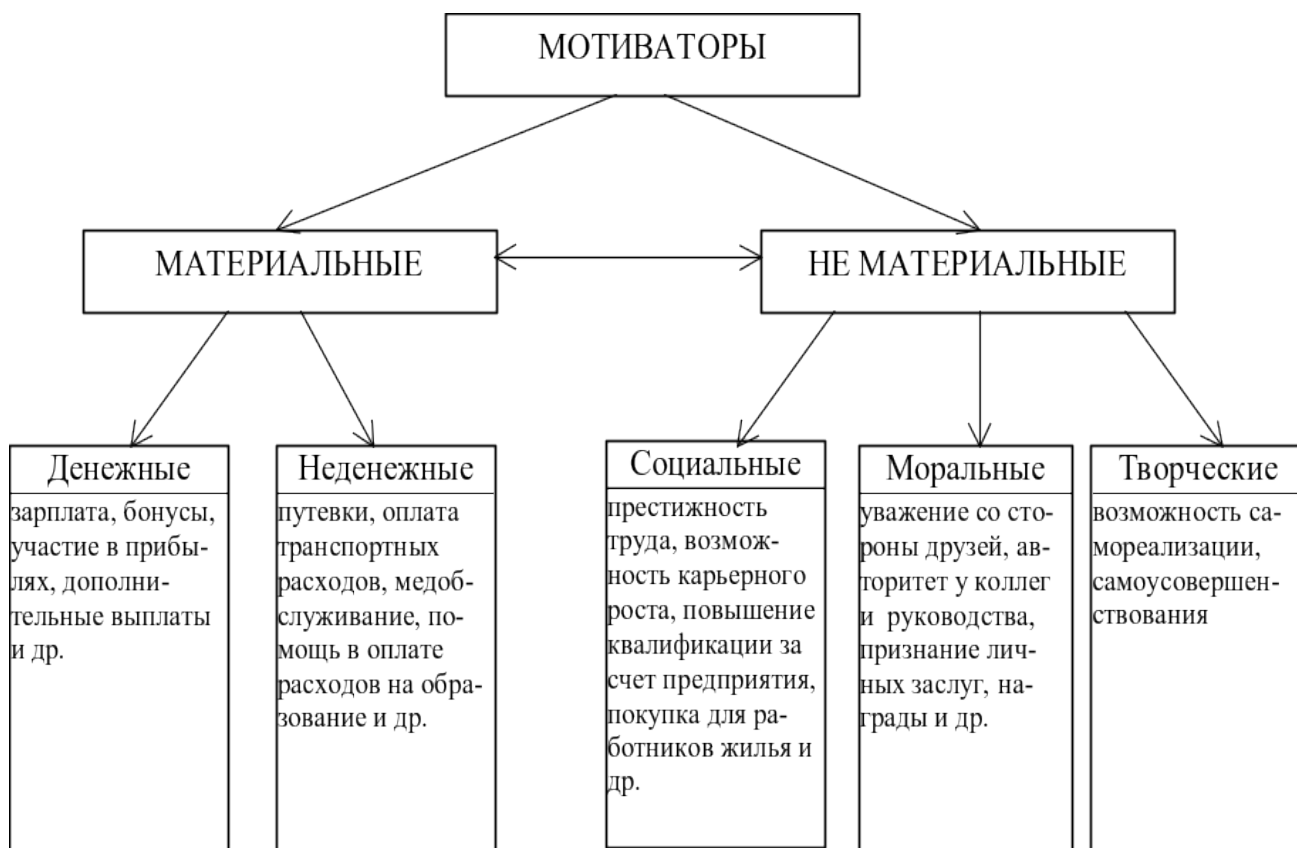 МОТИВАТОРЫ
МАТЕРИАЛЬНЫЕ
НЕ МАТЕРИАЛЬНЫЕ
Денежные
зарплата, бонусы,
участие в прибы-
лях, дополни-
тельные выплаты
и др.
Неденежные
путевки, оплата
транспортных
расходов, медоб-
служивание, по-
мощь в оплате
расходов на обра-
зование и др.
Социальные
престижность
труда, возмож-
ность карьерного
роста, повышение
квалификации за
счет предприятия,
покупка для ра-
ботников жилья и
др.
Моральные
уважение со сто-
роны друзей, ав-
торитет у коллег
и руководства,
признание лич-
ных заслуг, на-
грады и др.
Творческие
возможность са-
мореализации,
самоусовершен-
ствования